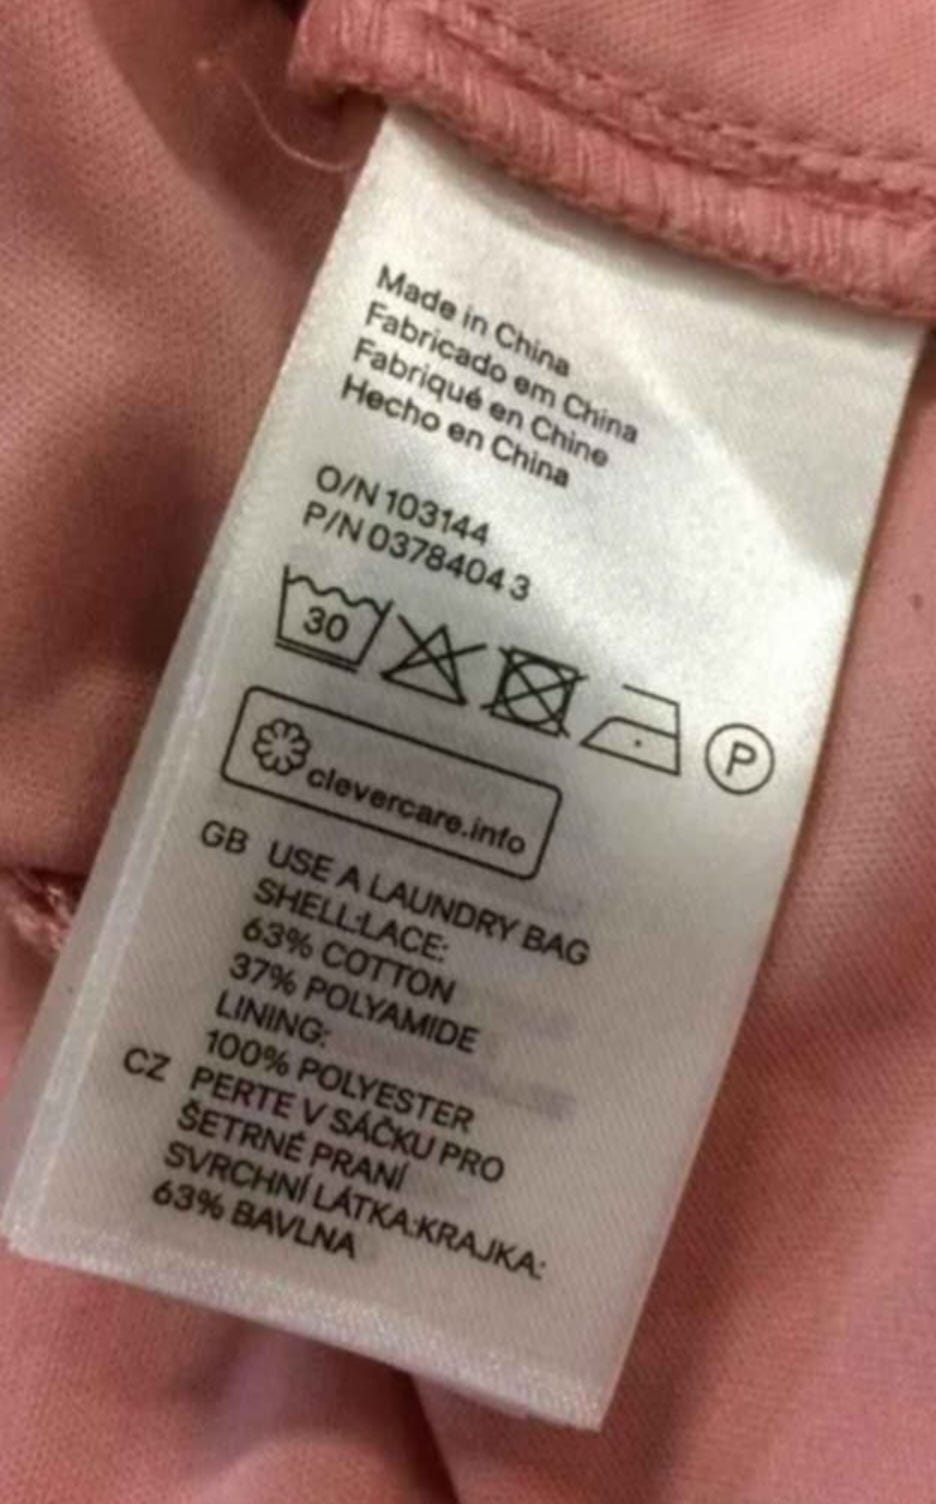 Made in China
Fabricado em China
Fabriqué en Chine
Hecho en China
O/N 103144
P/N 0378404 3
30
P
clevercare.info
GB USE A LAUNDRY BAG
SHELL:LACE:
63% COTTON
37% POLYAMIDE
LINING:
100% POLYESTER
CZ PERTE V SÁČKU PRO
ŠETRNÉ PRANÍ
SVRCHNÍ LÁTKA:KRAJKA:
63% BAVLNA